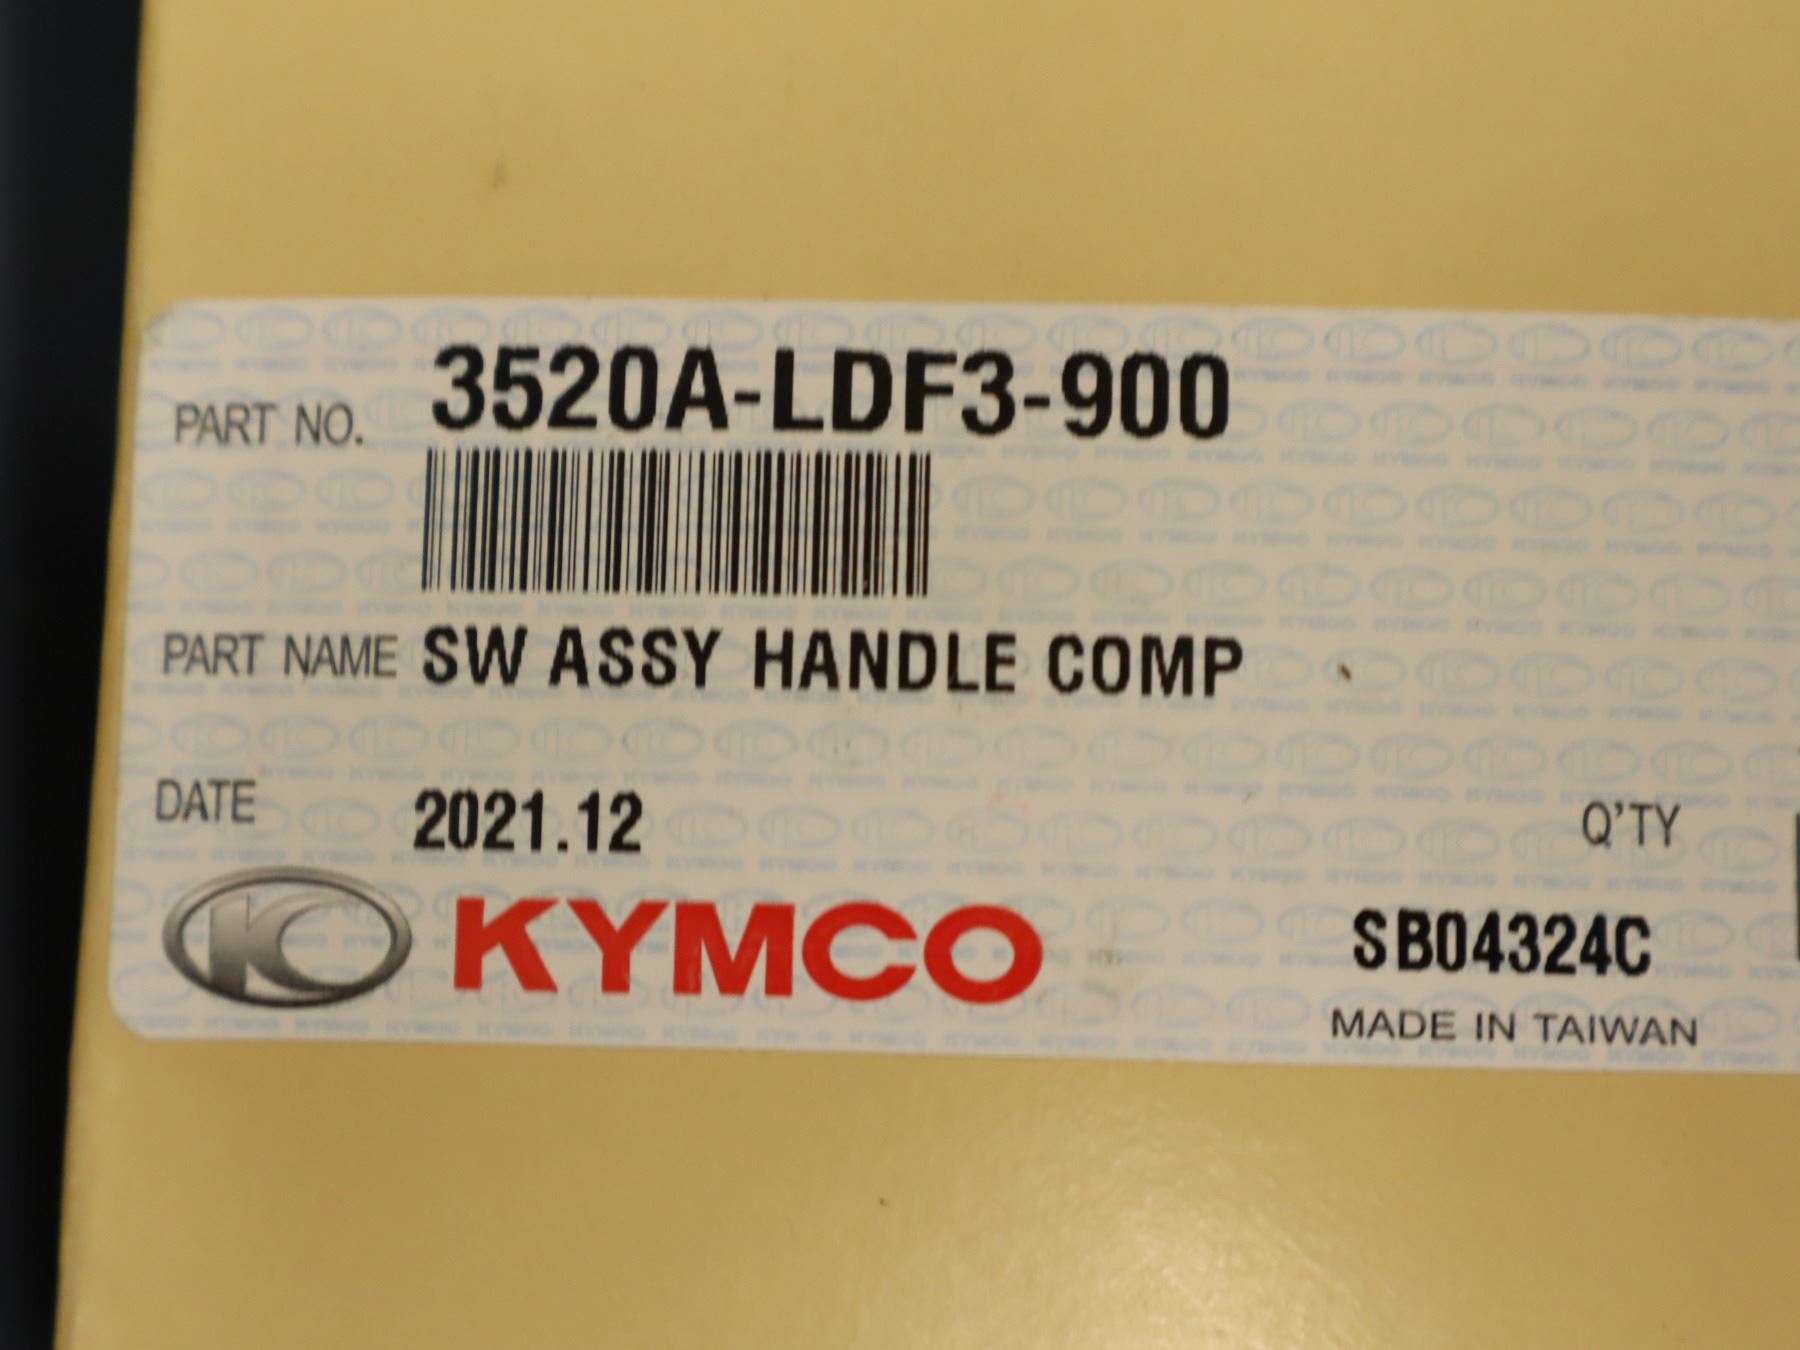 PART NO. 3520A-LDF3-900
PART NAME SW ASSY HANDLE COMP
DATE 2021.12
Q'TY
KC KYMCO
SB04324C
MADE IN TAIWAN